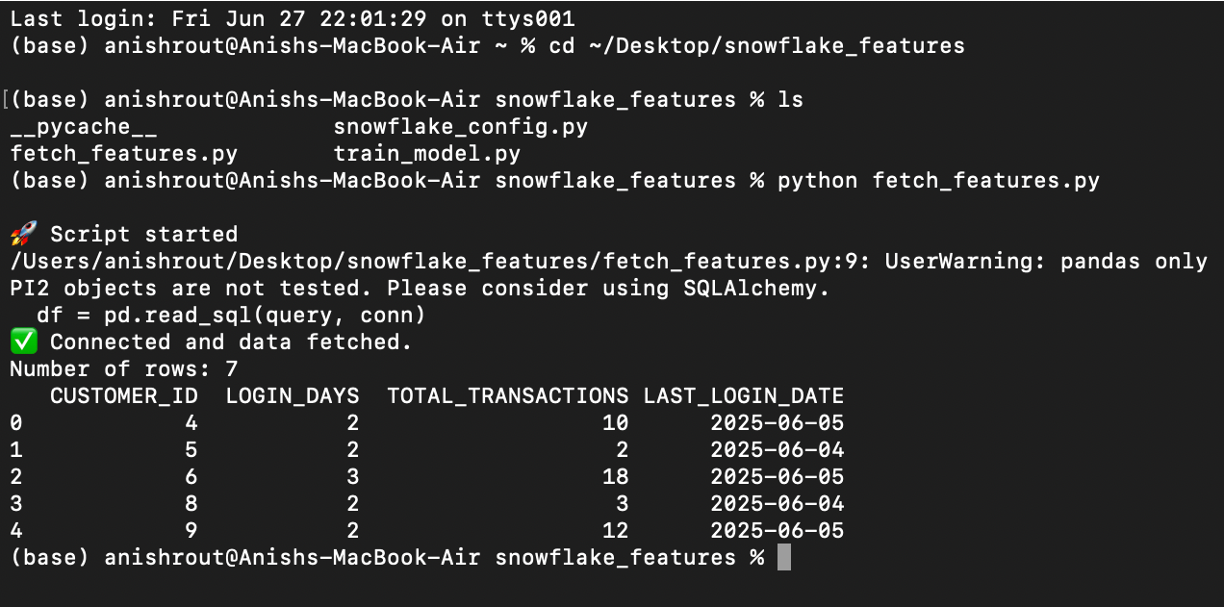 Last login: Fri Jun 27 22:01:29 on ttys001
(base) anishrout@Anishs-MacBook-Air ~ % cd ~/Desktop/snowflake_features
[(base) anishrout@Anishs-MacBook-Air snowflake_features % ls
__pycache__ snowflake_config.py
fetch_features.py train_model.py
(base) anishrout@Anishs-MacBook-Air snowflake_features % python fetch_features.py
🚀 Script started
/Users/anishrout/Desktop/snowflake_features/fetch_features.py:9: UserWarning: pandas only
PI2 objects are not tested. Please consider using SQLAlchemy.
df = pd.read_sql(query, conn)
✅ Connected and data fetched.
Number of rows: 7
CUSTOMER_ID LOGIN_DAYS TOTAL_TRANSACTIONS LAST_LOGIN_DATE
0 4 2 10 2025-06-05
1 5 2 2 2025-06-04
2 6 3 18 2025-06-05
3 8 2 3 2025-06-04
4 9 2 12 2025-06-05
(base) anishrout@Anishs-MacBook-Air snowflake_features %